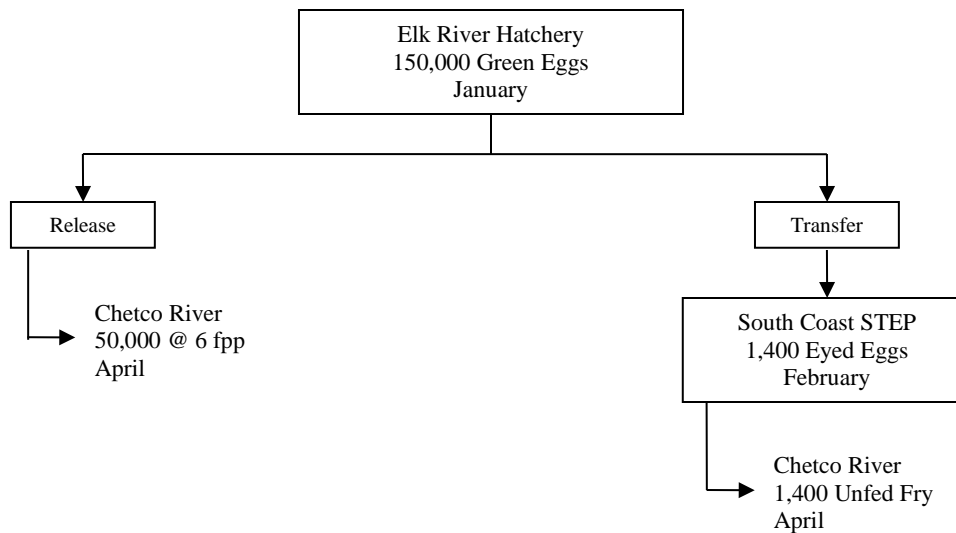 Elk River Hatchery
150,000 Green Eggs
January
Release
Transfer
Chetco River
50,000 @ 6 fpp
April
South Coast STEP
1,400 Eyed Eggs
February
Chetco River
1,400 Unfed Fry
April